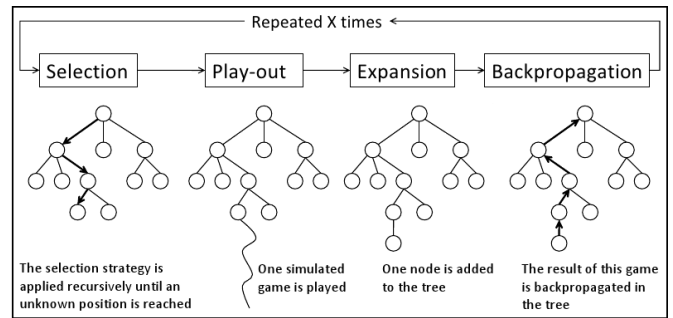 Repeated X times
Selection
Play-out
Expansion
Backpropagation
The selection strategy is
applied recursively until an
unknown position is reached
One simulated
game is played
One node is added
to the tree
The result of this game
is backpropagated in
the tree